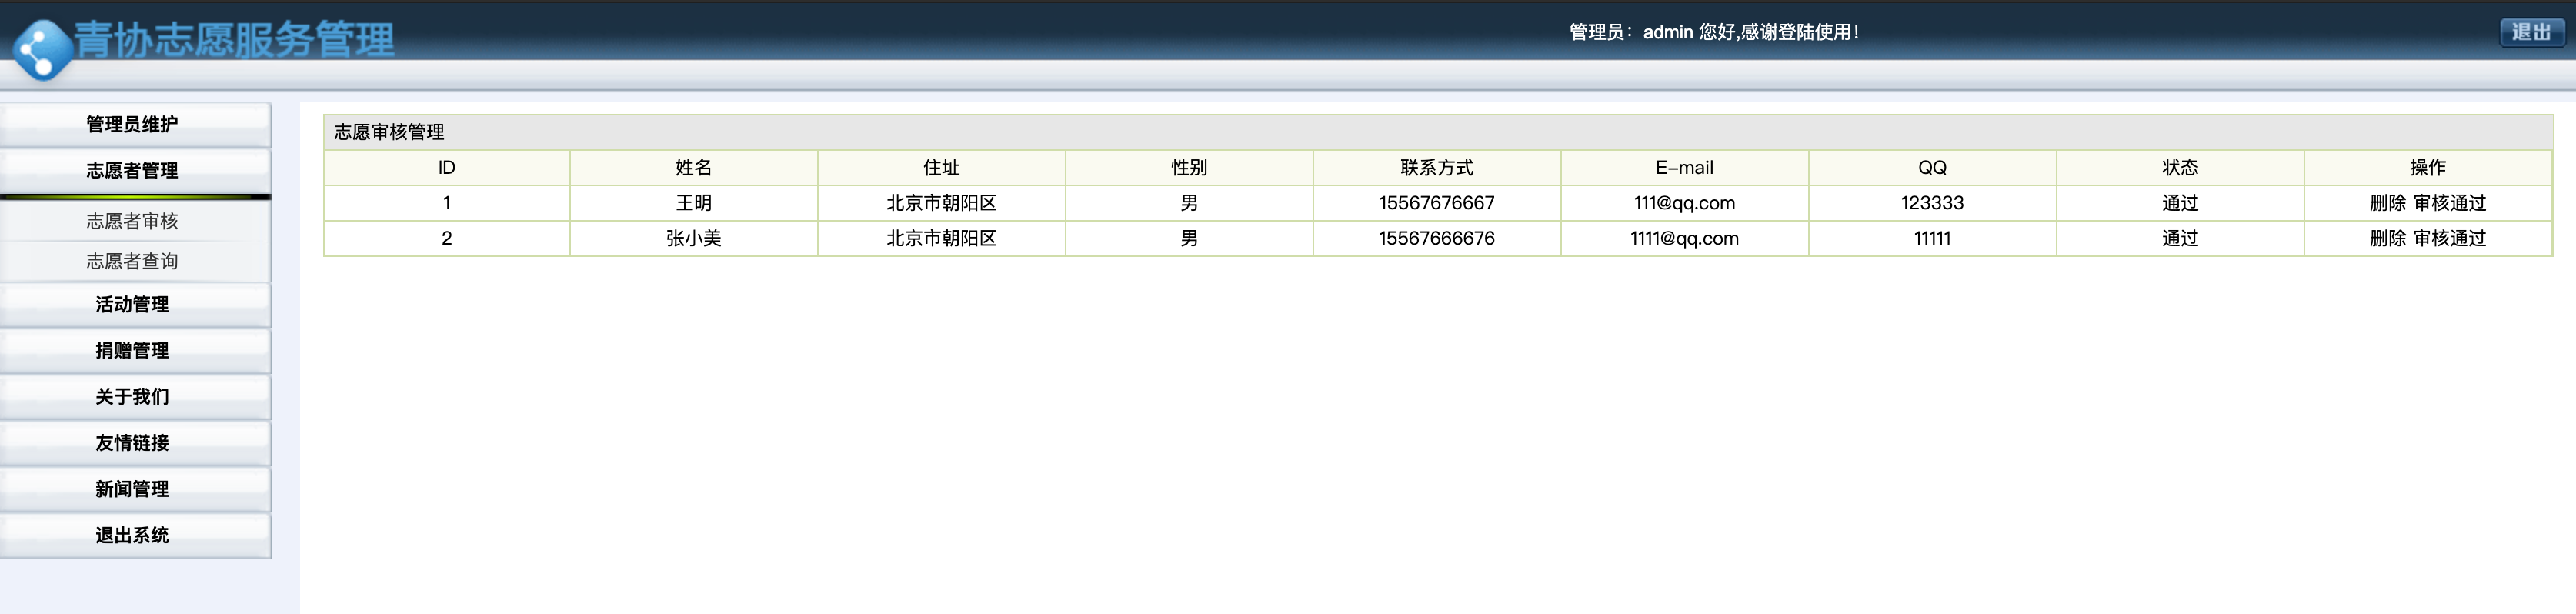 青协志愿服务管理
管理员：admin 您好,感谢登陆使用！
退出
管理员维护
志愿者管理
志愿者审核
志愿者查询
活动管理
捐赠管理
关于我们
友情链接
新闻管理
退出系统
志愿审核管理
ID 姓名 住址 性别 联系方式 E-mail QQ 状态 操作
1 王明 北京市朝阳区 男 15567676667 111@qq.com 123333 通过 删除 审核通过
2 张小美 北京市朝阳区 男 15567666676 1111@qq.com 11111 通过 删除 审核通过